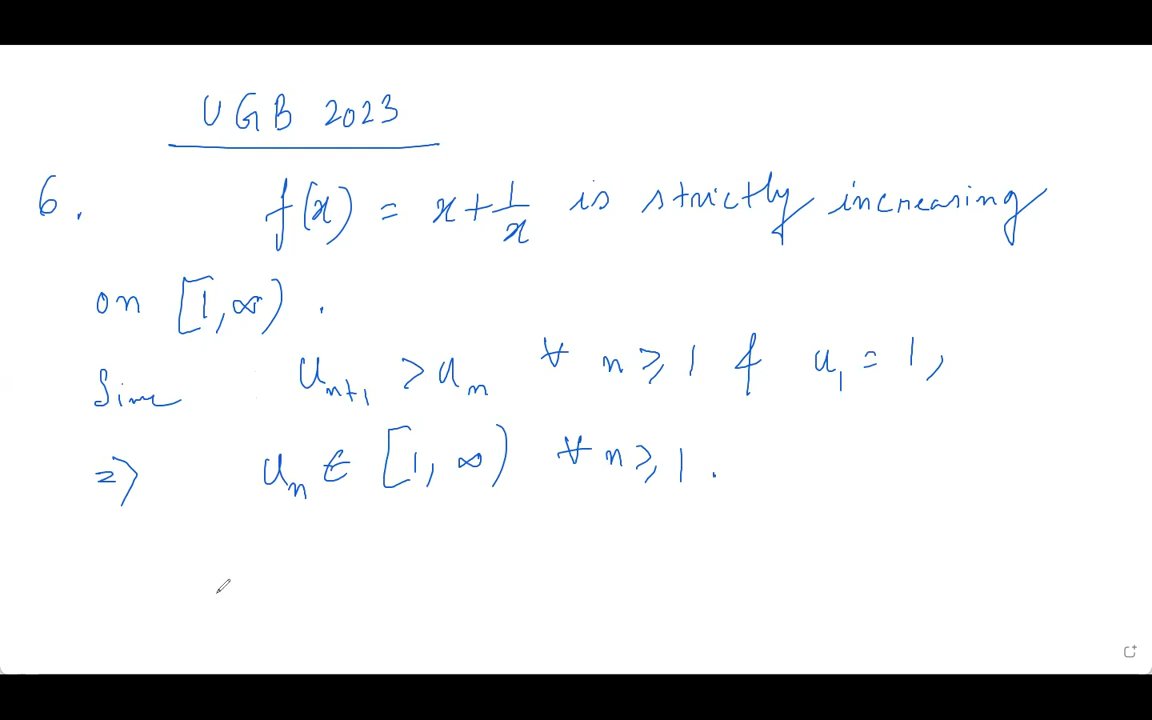 UGB 2023
6. f(x) = x + 1/x is strictly increasing
on [1, ∞).
Since u_{n+1} > u_n ∀ n ≥ 1 & u_1 = 1,
=> u_n ∈ [1, ∞) ∀ n ≥ 1.